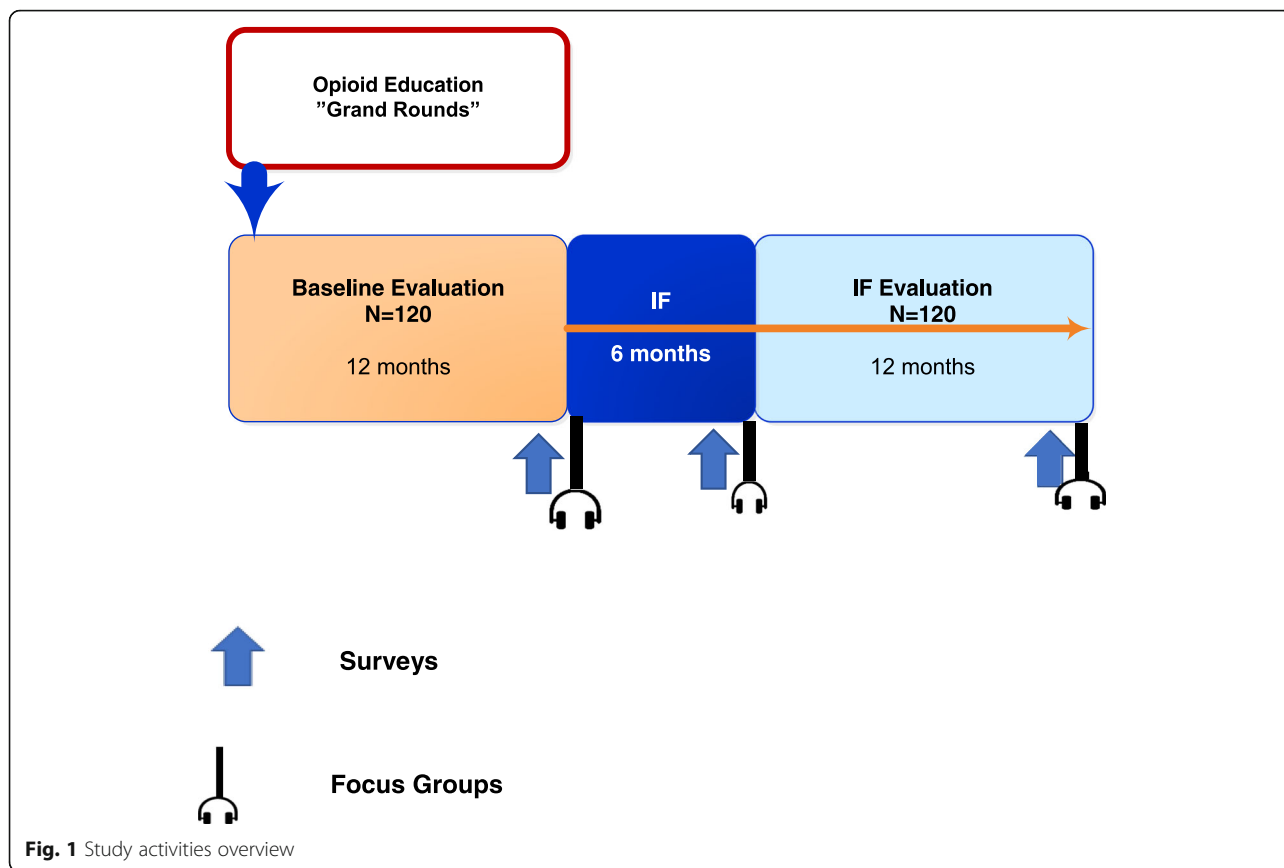 Opioid Education
”Grand Rounds”
Baseline Evaluation
N=120
12 months
IF
6 months
IF Evaluation
N=120
12 months
Surveys
Focus Groups
Fig. 1 Study activities overview